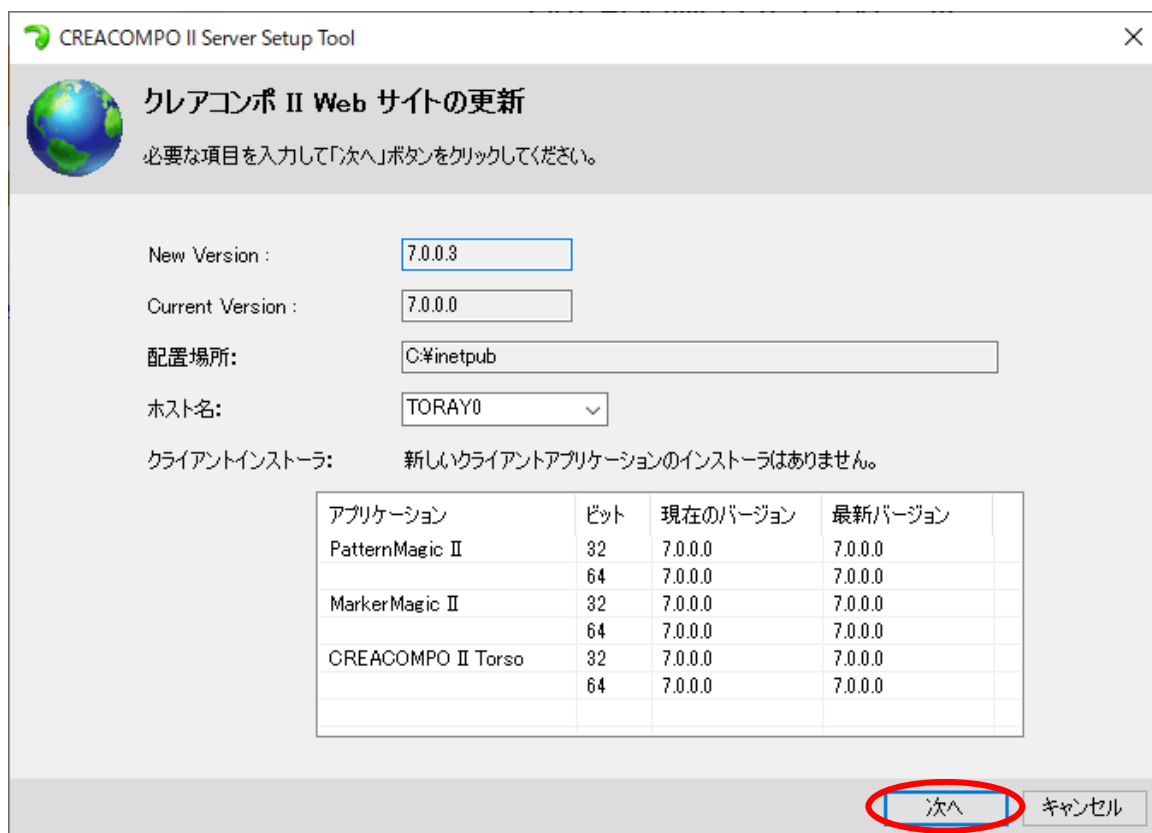 CREACOMPO II Server Setup Tool
クレアコンポ II Web サイトの更新
必要な項目を入力して「次へ」ボタンをクリックしてください。
New Version : 7.0.0.3
Current Version : 7.0.0.0
配置場所: C:¥inetpub
ホスト名: TORAY0
クライアントインストーラ: 新しいクライアントアプリケーションのインストーラはありません。
アプリケーション ビット 現在のバージョン 最新バージョン
PatternMagic II 32 7.0.0.0 7.0.0.0
64 7.0.0.0 7.0.0.0
MarkerMagic II 32 7.0.0.0 7.0.0.0
64 7.0.0.0 7.0.0.0
CREACOMPO II Torso 32 7.0.0.0 7.0.0.0
64 7.0.0.0 7.0.0.0
次へ キャンセル